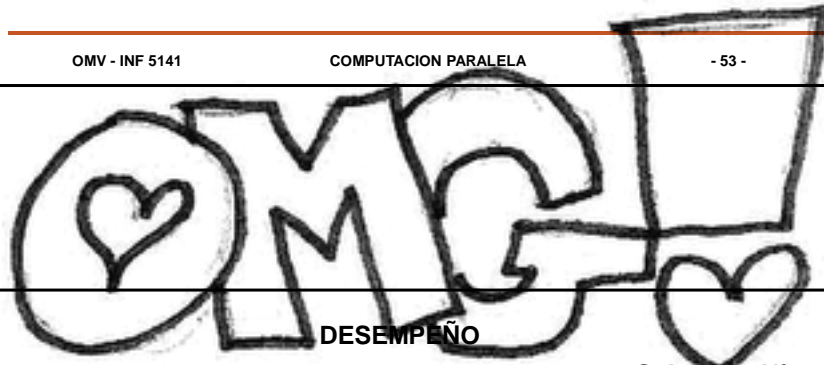 OMV - INF 5141 COMPUTACION PARALELA - 53 -
OMG!
DESEMPEÑO